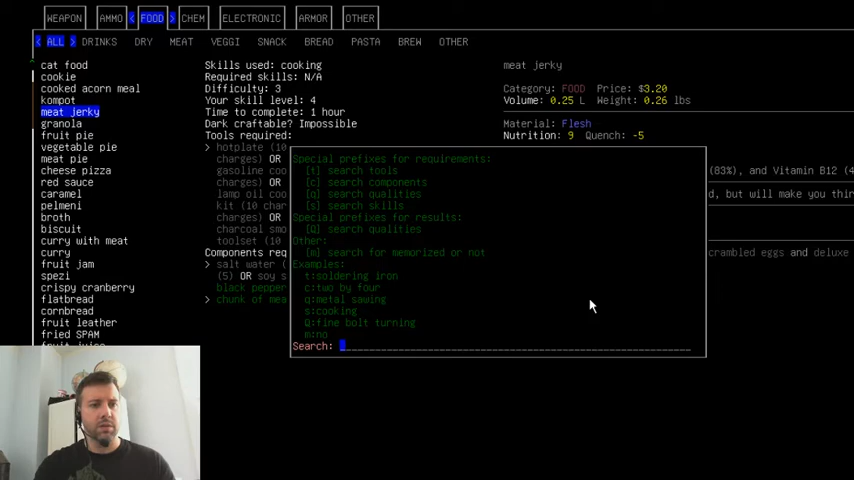 WEAPON AMMO < FOOD > CHEM ELECTRONIC ARMOR OTHER
< ALL > DRINKS DRY MEAT VEGGI SNACK BREAD PASTA BREW OTHER
cat food
cookie
cooked acorn meal
kompot
meat jerky
granola
fruit pie
vegetable pie
meat pie
cheese pizza
red sauce
caramel
pelmeni
broth
biscuit
curry with meat
curry
fruit jam
spezi
crispy cranberry
flatbread
cornbread
fruit leather
fried SPAM
fruit juice
Skills used: cooking
Required skills: N/A
Difficulty: 3
Your skill level: 4
Time to complete: 1 hour
Dark craftable? Impossible
Tools required:
> hotplate (10
charges) OR
gasoline coo
charges) OR
lamp oil coo
kit (10 char
charges) OR
charcoal smo
toolset (10
Components req
> salt water (
(5) OR soy s
black pepper
> chunk of mea
meat jerky
Category: FOOD Price: $3.20
Volume: 0.25 L Weight: 0.26 lbs
Material: Flesh
Nutrition: 9 Quench: -5
(83%), and Vitamin B12 (4
d, but will make you thir
crambled eggs and deluxe
Special prefixes for requirements:
[t] search tools
[c] search components
[q] search qualities
[s] search skills
Special prefixes for results:
[Q] search qualities
Other:
[m] search for memorized or not
Examples:
t:soldering iron
c:two by four
q:metal sawing
s:cooking
Q:fine bolt turning
m:no
Search: